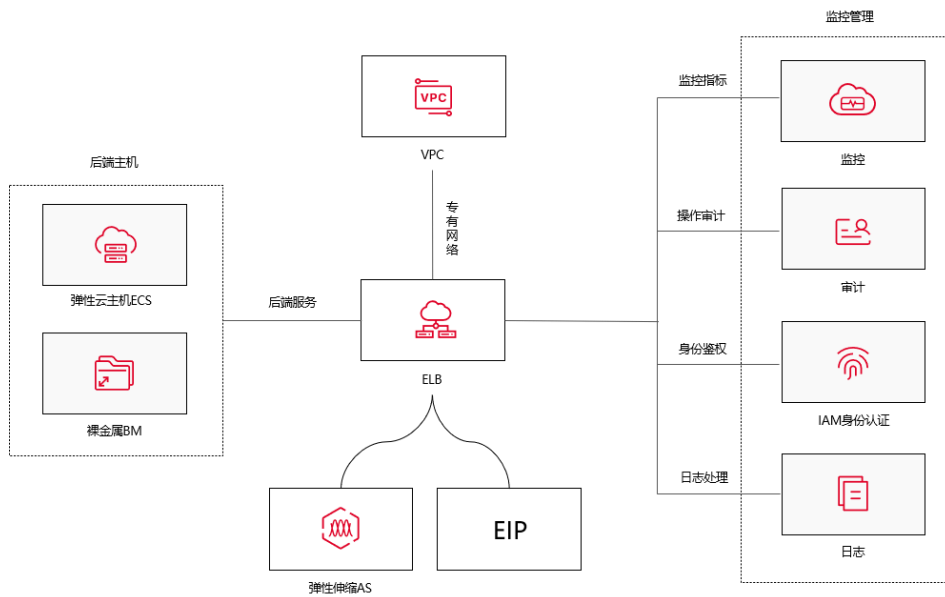 监控管理
VPC
VPC
专有网络
后端主机
弹性云主机ECS
裸金属BM
后端服务
ELB
弹性伸缩AS
EIP
监控指标
监控
操作审计
审计
身份鉴权
IAM身份认证
日志处理
日志